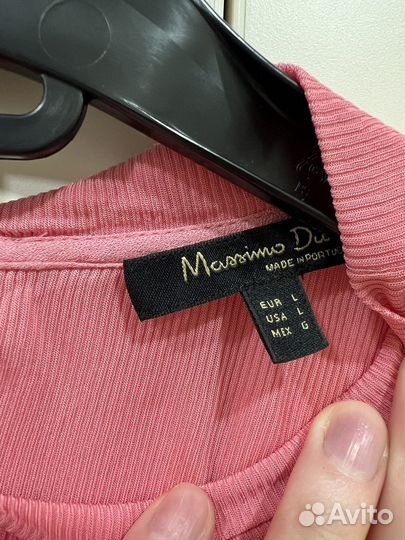 Massimo Du
MADE IN PORTU
EUR L
USA L
MEX G
Avito